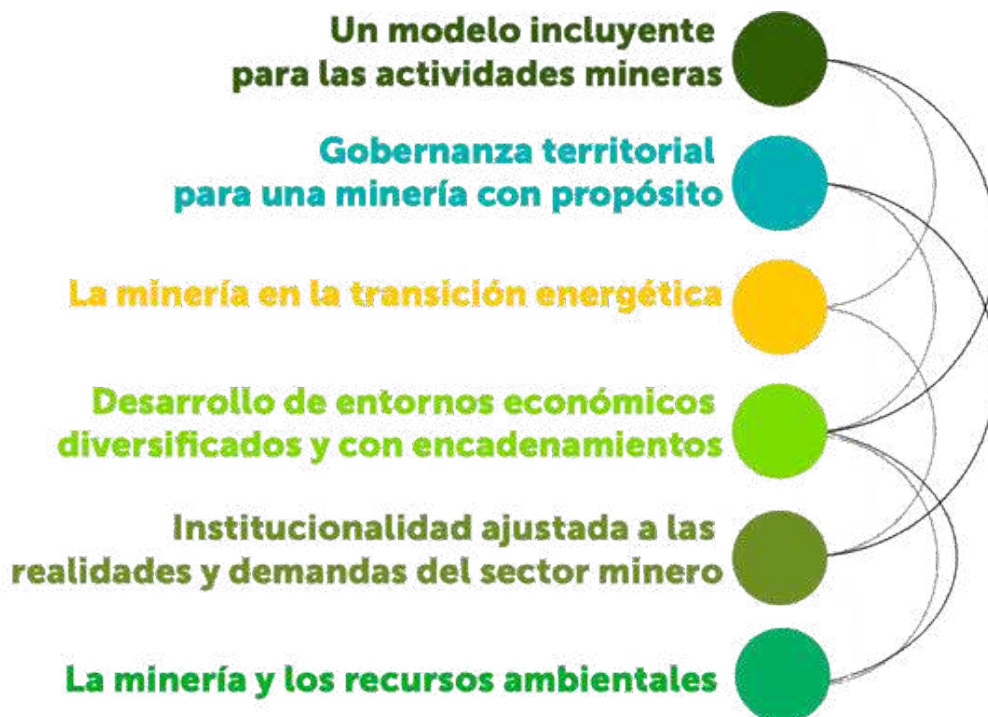 Un modelo incluyente
para las actividades mineras
Gobernanza territorial
para una minería con propósito
La minería en la transición energética
Desarrollo de entornos económicos
diversificados y con encadenamientos
Institucionalidad ajustada a las
realidades y demandas del sector minero
La minería y los recursos ambientales